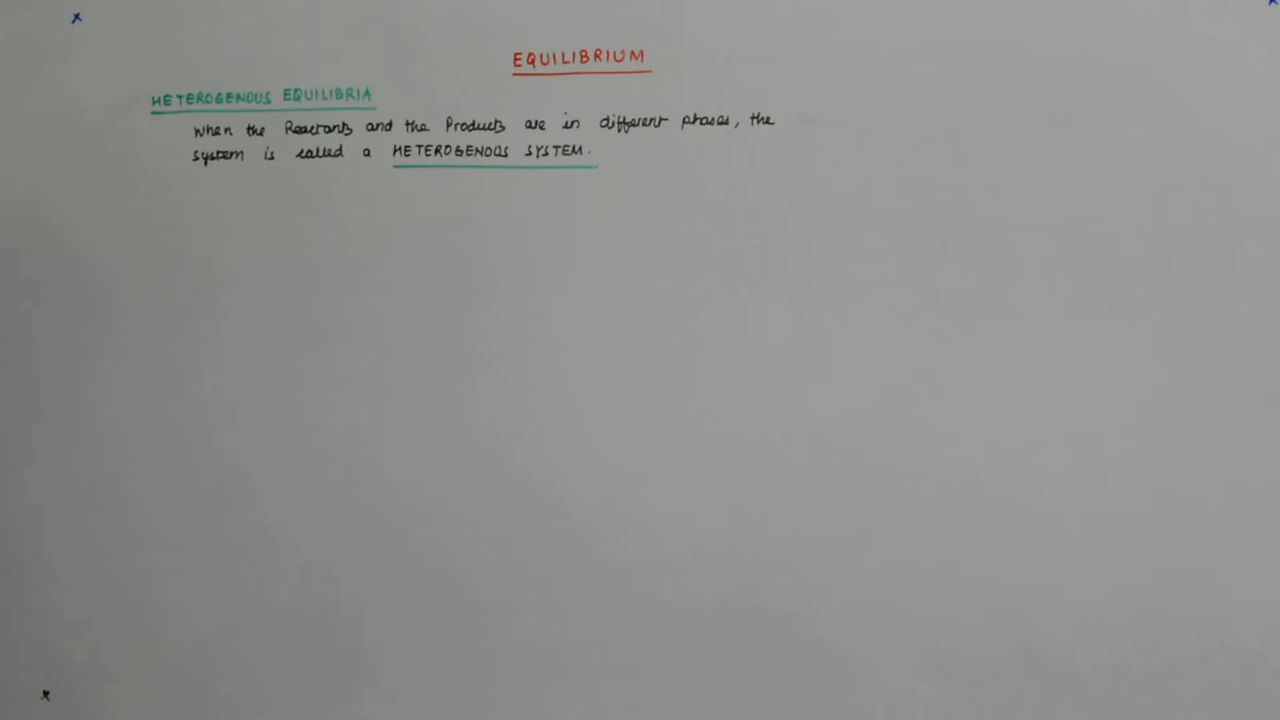 EQUILIBRIUM
HETEROGENOUS EQUILIBRIA
When the Reactants and the Products are in different phases, the
system is called a HETEROGENOUS SYSTEM.